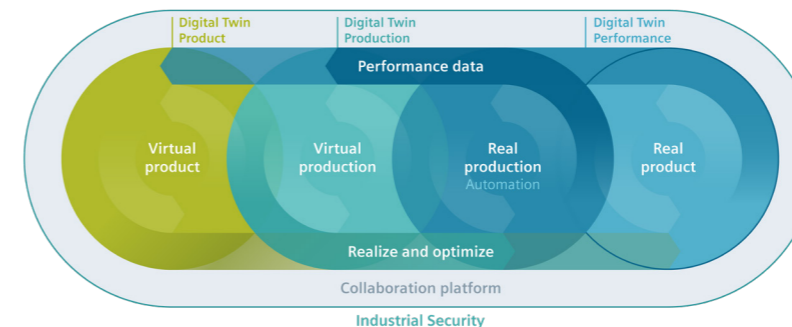 Digital Twin
Product
Digital Twin
Production
Digital Twin
Performance
Performance data
Virtual
product
Virtual
production
Real
production
Automation
Real
product
Realize and optimize
Collaboration platform
Industrial Security